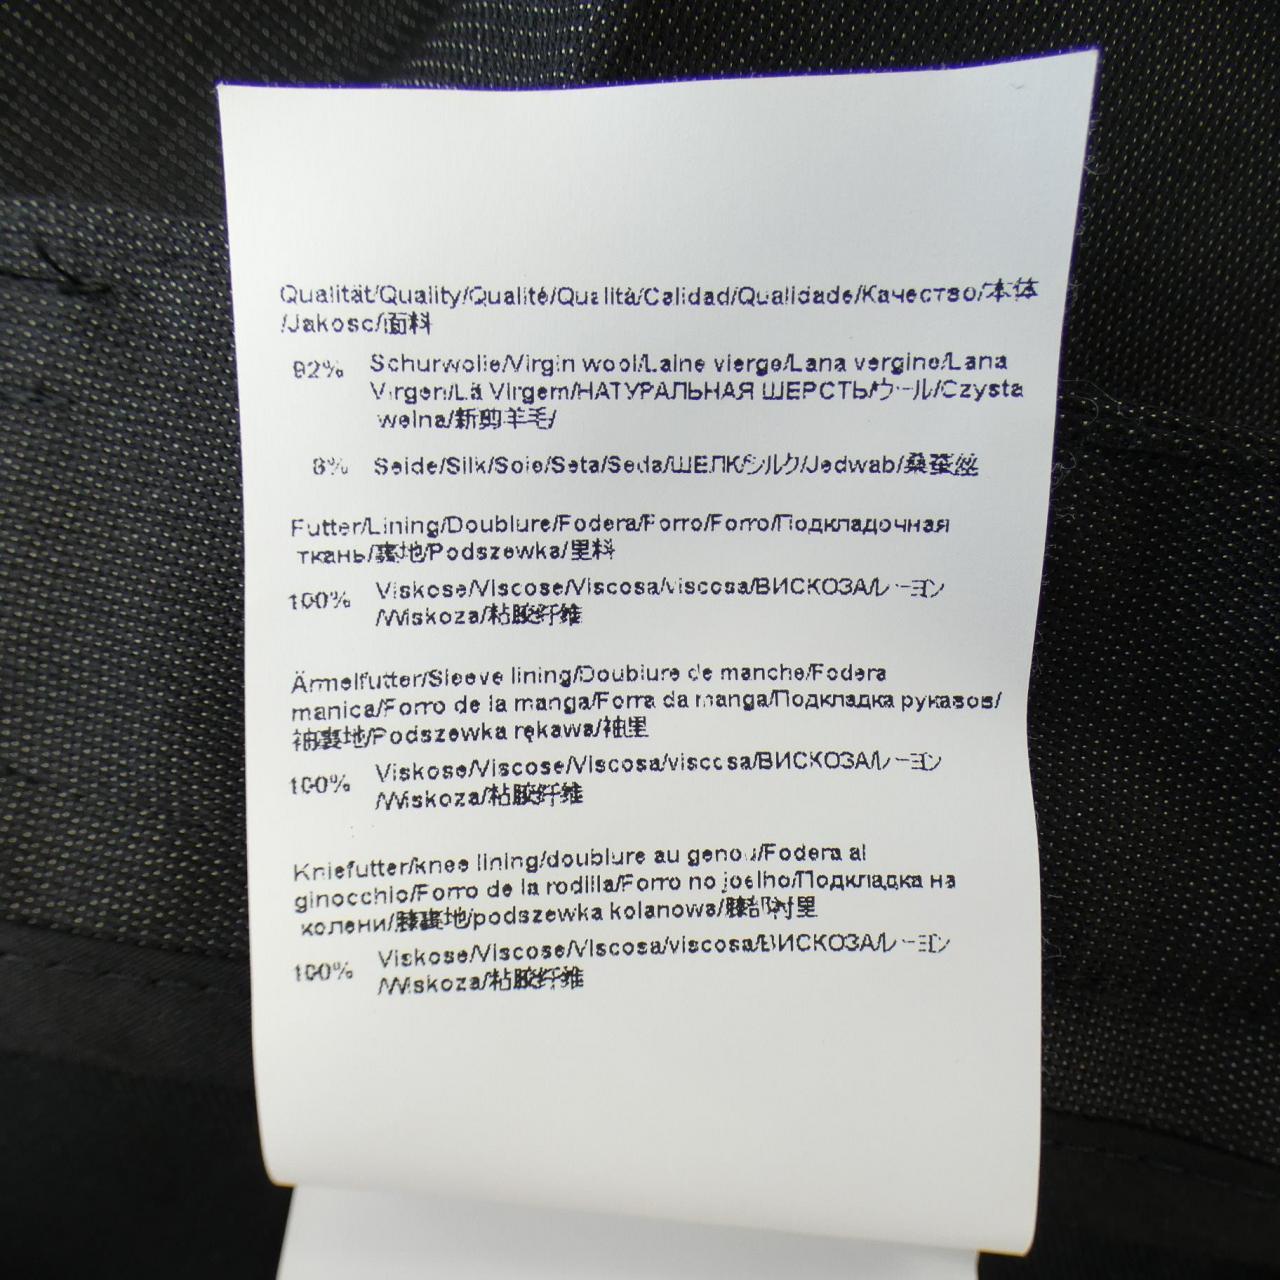 Qualität/Quality/Qualité/Qualità/Calidad/Qualidade/Качество/本体
/Jakosc/面料
92% Schurwolle/Virgin wool/Laine vierge/Lana vergine/Lana
Virgen/Lã Virgem/НАТУРАЛЬНАЯ ШЕРСТЬ/ウール/Czysta
welna/新剪羊毛/
8% Seide/Silk/Soie/Seta/Seda/ШЕЛК/シルク/Jedwab/桑蚕丝
Futter/Lining/Doublure/Fodera/Forro/Forro/Подкладочная
ткань/裏地/Podszewka/里料
100% Viskose/Viscose/Viscosa/viscosa/ВИСКОЗА/レーヨン
/Wiskoza/粘胶纤维
Ärmelfutter/Sleeve lining/Doublure de manche/Fodera
manica/Forro de la manga/Forra da manga/Подкладка рукавов/
袖裏地/Podszewka rękawa/袖里
100% Viskose/Viscose/Viscosa/viscosa/ВИСКОЗА/レーヨン
/Wiskoza/粘胶纤维
Kniefutter/knee lining/doublure au genou/Fodera al
ginocchio/Forro de la rodilla/Forro no joelho/Подкладка на
колени/膝裏地/podszewka kolanowa/膝部衬里
100% Viskose/Viscose/Viscosa/viscosa/ВИСКОЗА/レーヨン
/Wiskoza/粘胶纤维